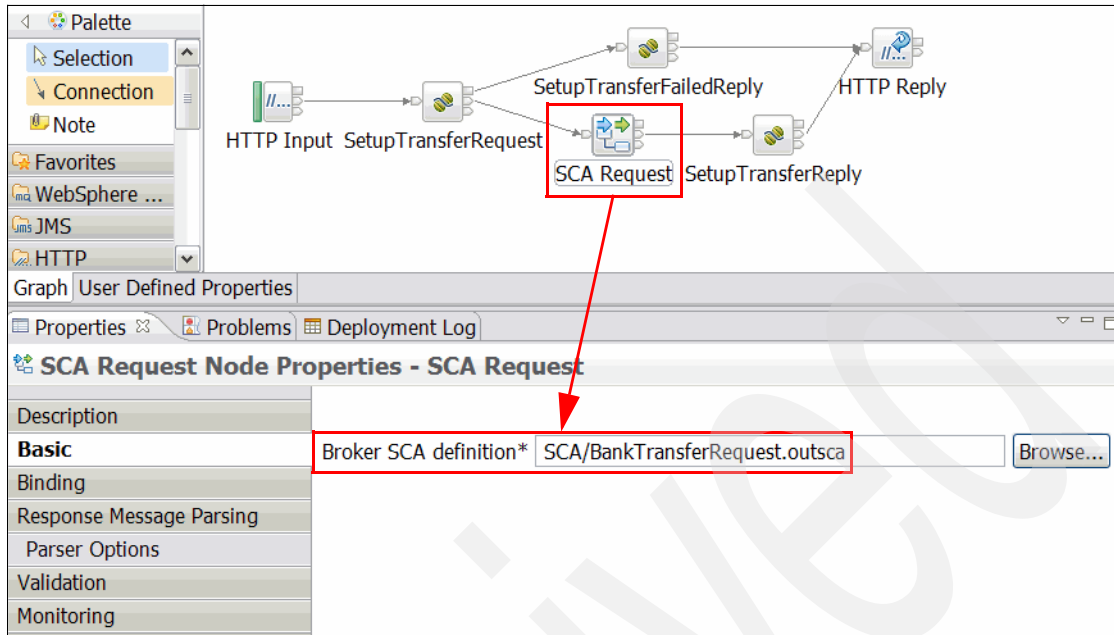 Palette
Selection
Connection
Note
Favorites
WebSphere ...
JMS
HTTP
//...
HTTP Input
SetupTransferRequest
SetupTransferFailedReply
//...
HTTP Reply
SCA Request
SetupTransferReply
Graph
User Defined Properties
Properties
Problems
Deployment Log
SCA Request Node Properties - SCA Request
Description
Basic
Binding
Response Message Parsing
Parser Options
Validation
Monitoring
Broker SCA definition* SCA/BankTransferRequest.outsca
Browse...